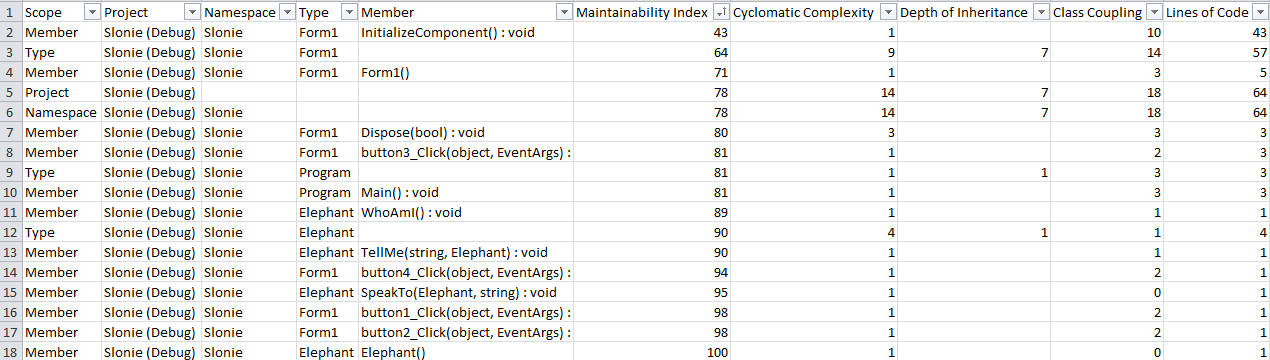 1 Scope Project Namespace Type Member Maintainability Index Cyclomatic Complexity Depth of Inheritance Class Coupling Lines of Code
2 Member Slonie (Debug) Slonie Form1 InitializeComponent() : void 43 1 10 43
3 Type Slonie (Debug) Slonie Form1 64 9 7 14 57
4 Member Slonie (Debug) Slonie Form1 Form1() 71 1 3 5
5 Project Slonie (Debug) 78 14 7 18 64
6 Namespace Slonie (Debug) Slonie 78 14 7 18 64
7 Member Slonie (Debug) Slonie Form1 Dispose(bool) : void 80 3 3 3
8 Member Slonie (Debug) Slonie Form1 button3_Click(object, EventArgs) : 81 1 2 3
9 Type Slonie (Debug) Slonie Program 81 1 1 3 3
10 Member Slonie (Debug) Slonie Program Main() : void 81 1 3 3
11 Member Slonie (Debug) Slonie Elephant WhoAmI() : void 89 1 1 1
12 Type Slonie (Debug) Slonie Elephant 90 4 1 1 4
13 Member Slonie (Debug) Slonie Elephant TellMe(string, Elephant) : void 90 1 1 1
14 Member Slonie (Debug) Slonie Form1 button4_Click(object, EventArgs) : 94 1 2 1
15 Member Slonie (Debug) Slonie Elephant SpeakTo(Elephant, string) : void 95 1 0 1
16 Member Slonie (Debug) Slonie Form1 button1_Click(object, EventArgs) : 98 1 2 1
17 Member Slonie (Debug) Slonie Form1 button2_Click(object, EventArgs) : 98 1 2 1
18 Member Slonie (Debug) Slonie Elephant Elephant() 100 1 0 1